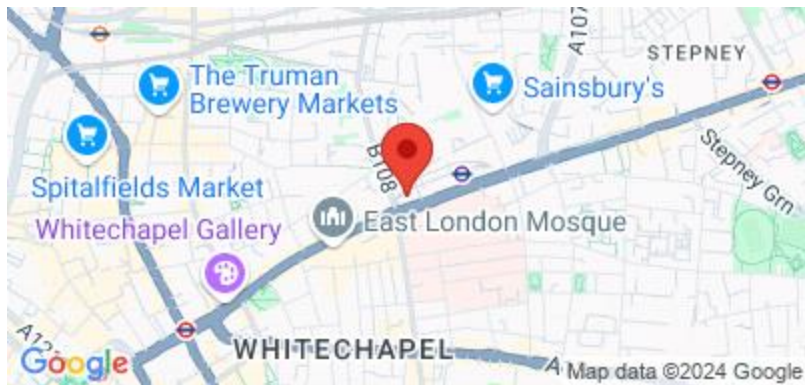 STEPNEY
A107
The Truman
Brewery Markets
Sainsbury's
B108
Stepney Grn
Spitalfields Market
Whitechapel Gallery
East London Mosque
WHITECHAPEL
Google
Map data ©2024 Google